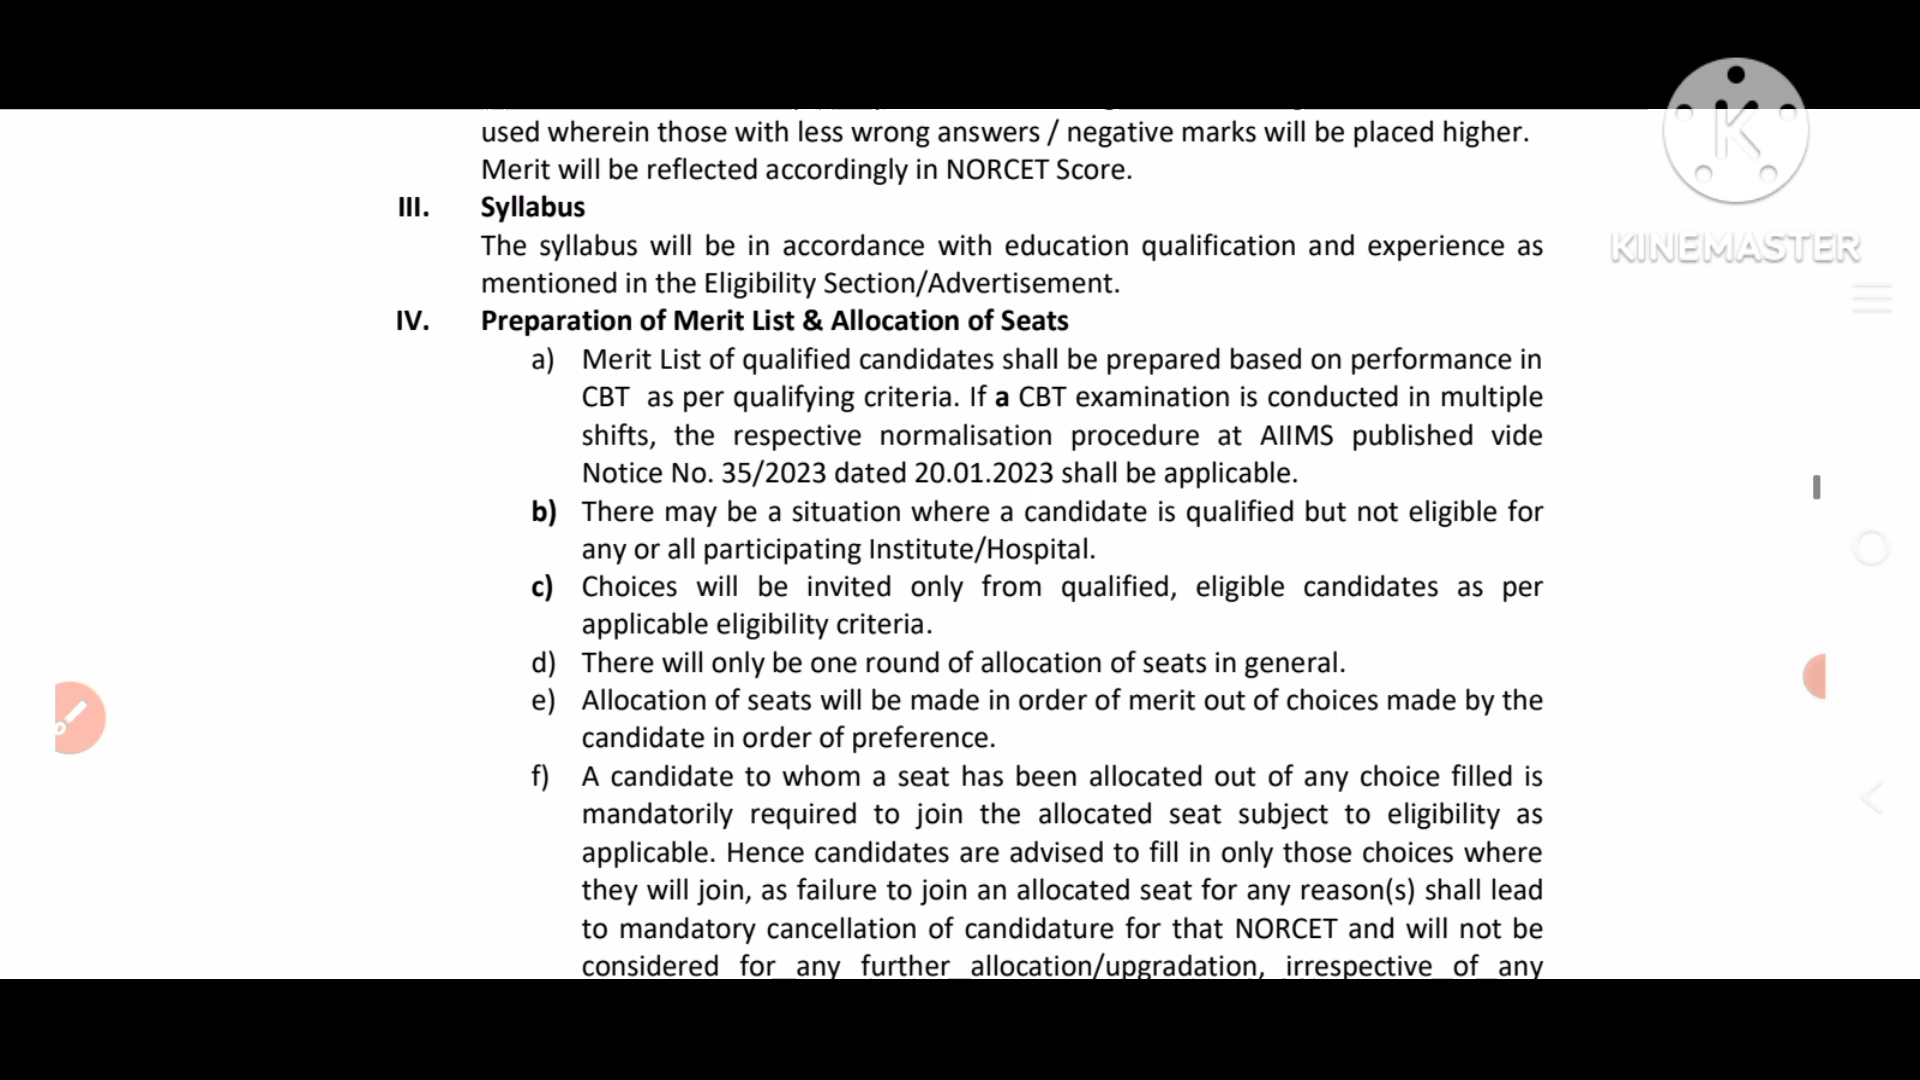 used wherein those with less wrong answers / negative marks will be placed higher.
Merit will be reflected accordingly in NORCET Score.
III. Syllabus
The syllabus will be in accordance with education qualification and experience as
mentioned in the Eligibility Section/Advertisement.
IV. Preparation of Merit List & Allocation of Seats
a) Merit List of qualified candidates shall be prepared based on performance in
CBT as per qualifying criteria. If a CBT examination is conducted in multiple
shifts, the respective normalisation procedure at AIIMS published vide
Notice No. 35/2023 dated 20.01.2023 shall be applicable.
b) There may be a situation where a candidate is qualified but not eligible for
any or all participating Institute/Hospital.
c) Choices will be invited only from qualified, eligible candidates as per
applicable eligibility criteria.
d) There will only be one round of allocation of seats in general.
e) Allocation of seats will be made in order of merit out of choices made by the
candidate in order of preference.
f) A candidate to whom a seat has been allocated out of any choice filled is
mandatorily required to join the allocated seat subject to eligibility as
applicable. Hence candidates are advised to fill in only those choices where
they will join, as failure to join an allocated seat for any reason(s) shall lead
to mandatory cancellation of candidature for that NORCET and will not be
considered for any further allocation/upgradation, irrespective of any
K
KINEMASTER